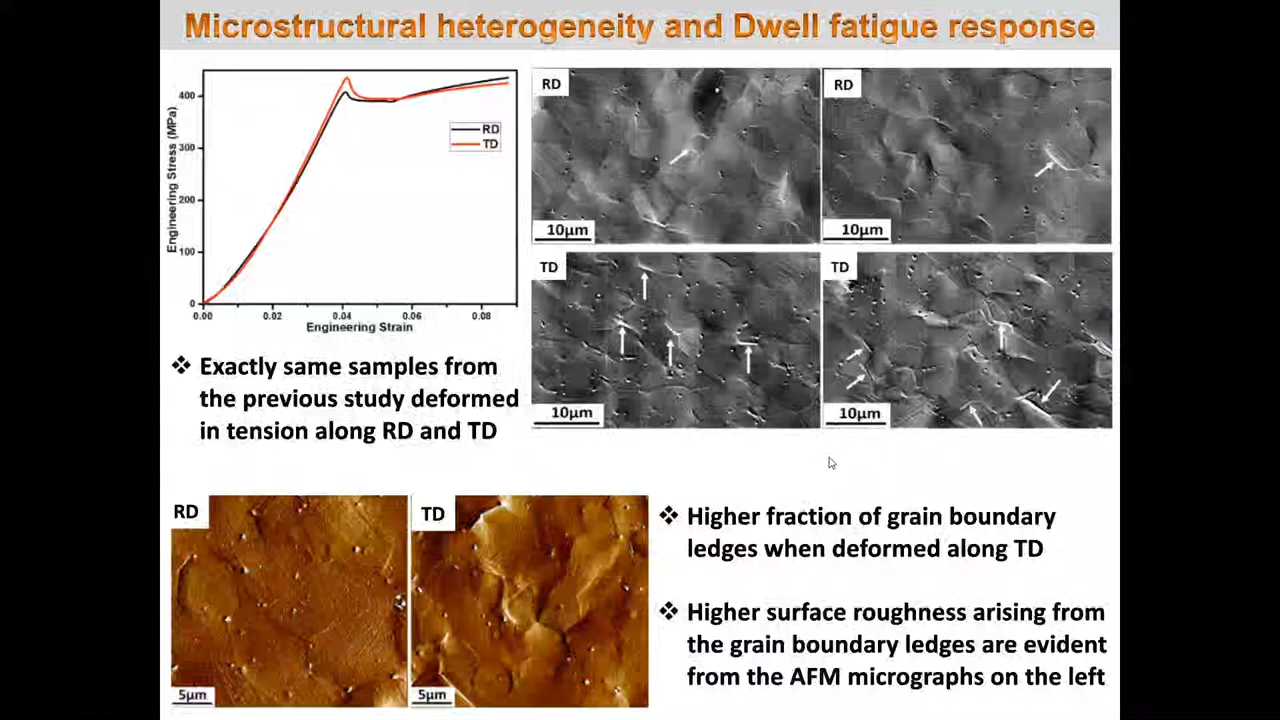 Microstructural heterogeneity and Dwell fatigue response
Engineering Stress (MPa)
400
300
200
100
0
0.00 0.02 0.04 0.06 0.08
Engineering Strain
RD
TD
RD
10µm
RD
10µm
TD
10µm
TD
10µm
❖ Exactly same samples from
the previous study deformed
in tension along RD and TD
RD
5µm
TD
5µm
❖ Higher fraction of grain boundary
ledges when deformed along TD
❖ Higher surface roughness arising from
the grain boundary ledges are evident
from the AFM micrographs on the left